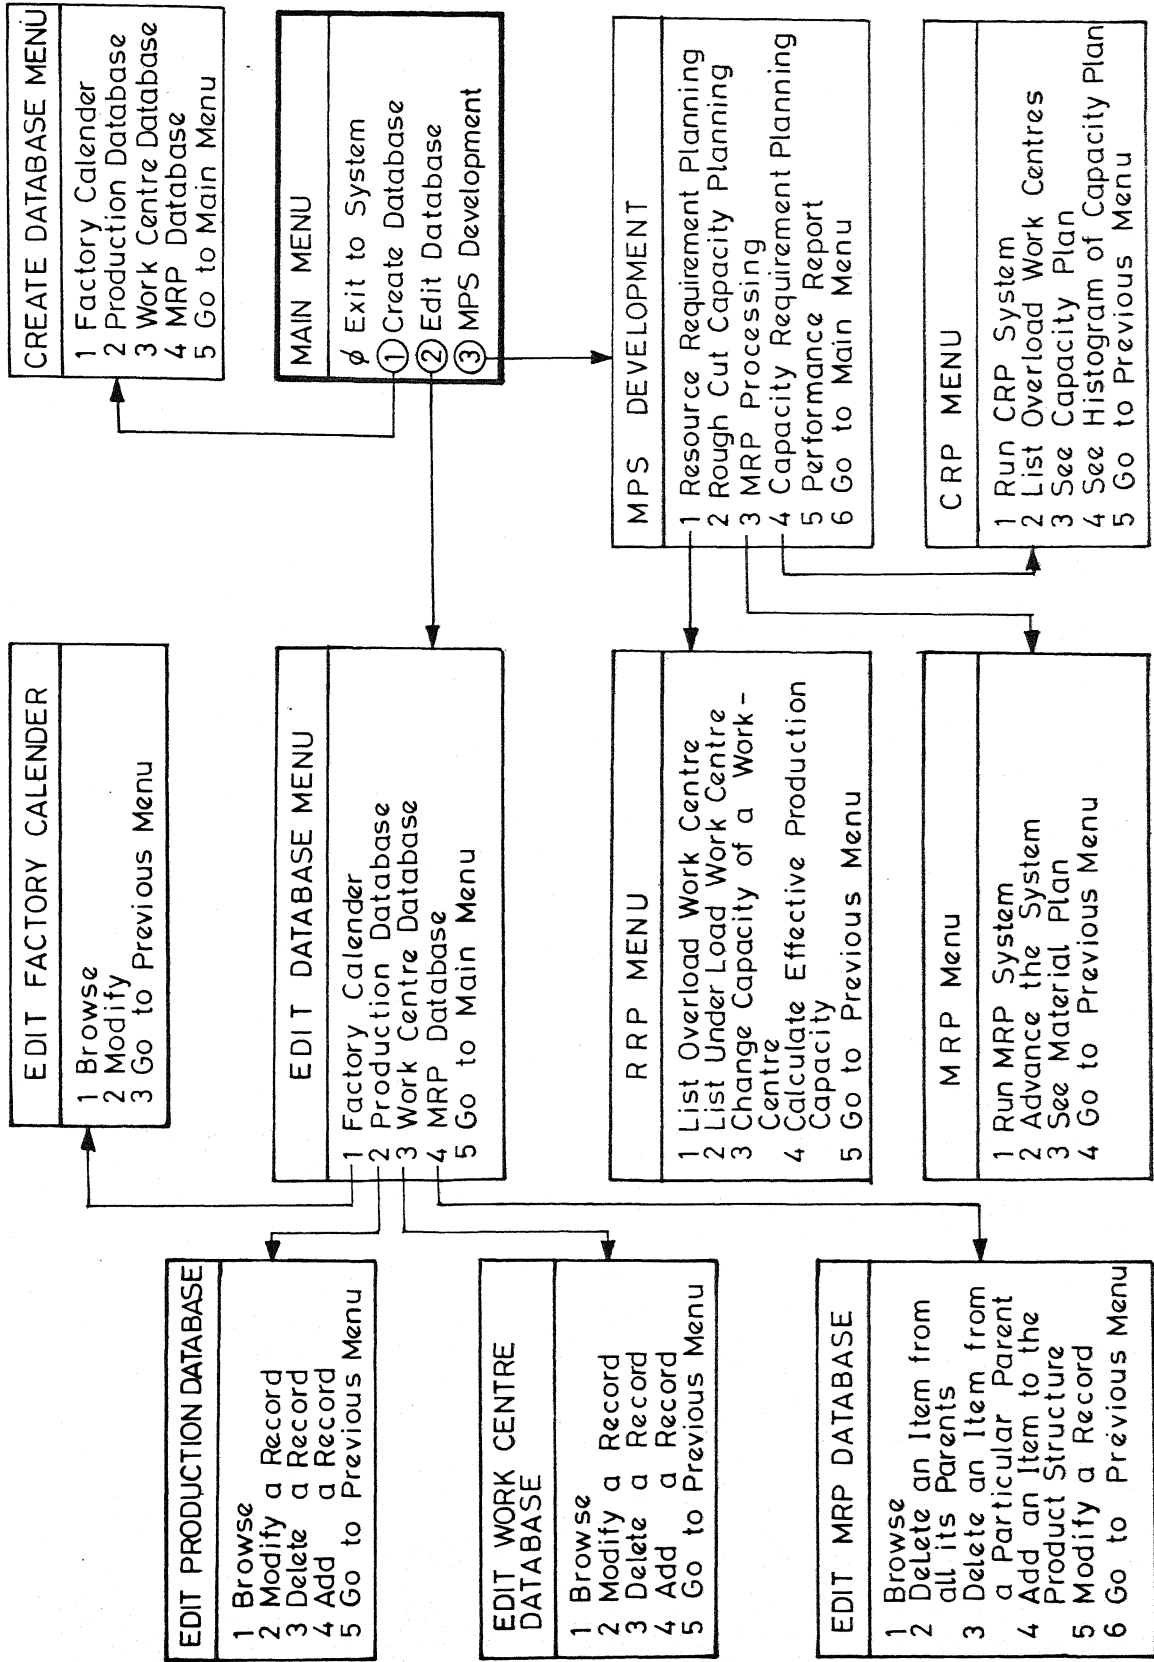 CREATE DATABASE MENU
1 Factory Calender
2 Production Database
3 Work Centre Database
4 MRP Database
5 Go to Main Menu
MAIN MENU
ϕ Exit to System
1 Create Database
2 Edit Database
3 MPS Development
MPS DEVELOPMENT
1 Resource Requirement Planning
2 Rough Cut Capacity Planning
3 MRP Processing
4 Capacity Requirement Planning
5 Performance Report
6 Go to Main Menu
CRP MENU
1 Run CRP System
2 List Overload Work Centres
3 See Capacity Plan
4 See Histogram of Capacity Plan
5 Go to Previous Menu
EDIT FACTORY CALENDER
1 Browse
2 Modify
3 Go to Previous Menu
EDIT DATABASE MENU
1 Factory Calender
2 Production Database
3 Work Centre Database
4 MRP Database
5 Go to Main Menu
RRP MENU
1 List Overload Work Centre
2 List Under Load Work Centre
3 Change Capacity of a Work-
Centre
4 Calculate Effective Production
Capacity
5 Go to Previous Menu
MRP Menu
1 Run MRP System
2 Advance the System
3 See Material Plan
4 Go to Previous Menu
EDIT PRODUCTION DATABASE
1 Browse
2 Modify a Record
3 Delete a Record
4 Add a Record
5 Go to Previous Menu
EDIT WORK CENTRE
DATABASE
1 Browse
2 Modify a Record
3 Delete a Record
4 Add a Record
5 Go to Previous Menu
EDIT MRP DATABASE
1 Browse
2 Delete an Item from
all its Parents
3 Delete an Item from
a Particular Parent
4 Add an Item to the
Product Structure
5 Modify a Record
6 Go to Previous Menu